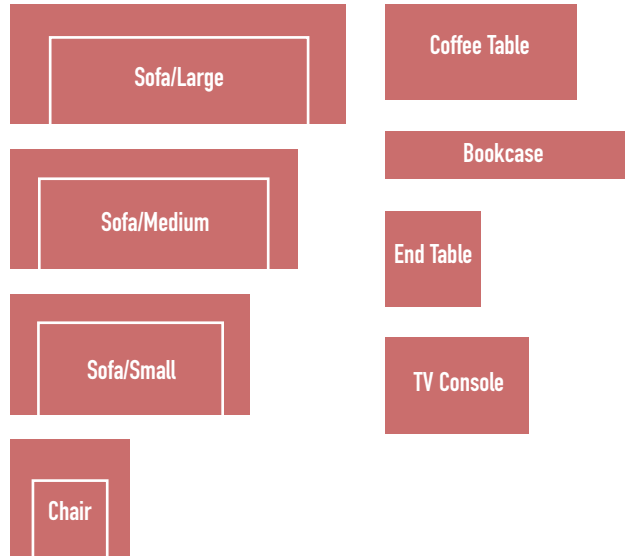 Sofa/Large
Sofa/Medium
Sofa/Small
Chair
Coffee Table
Bookcase
End Table
TV Console